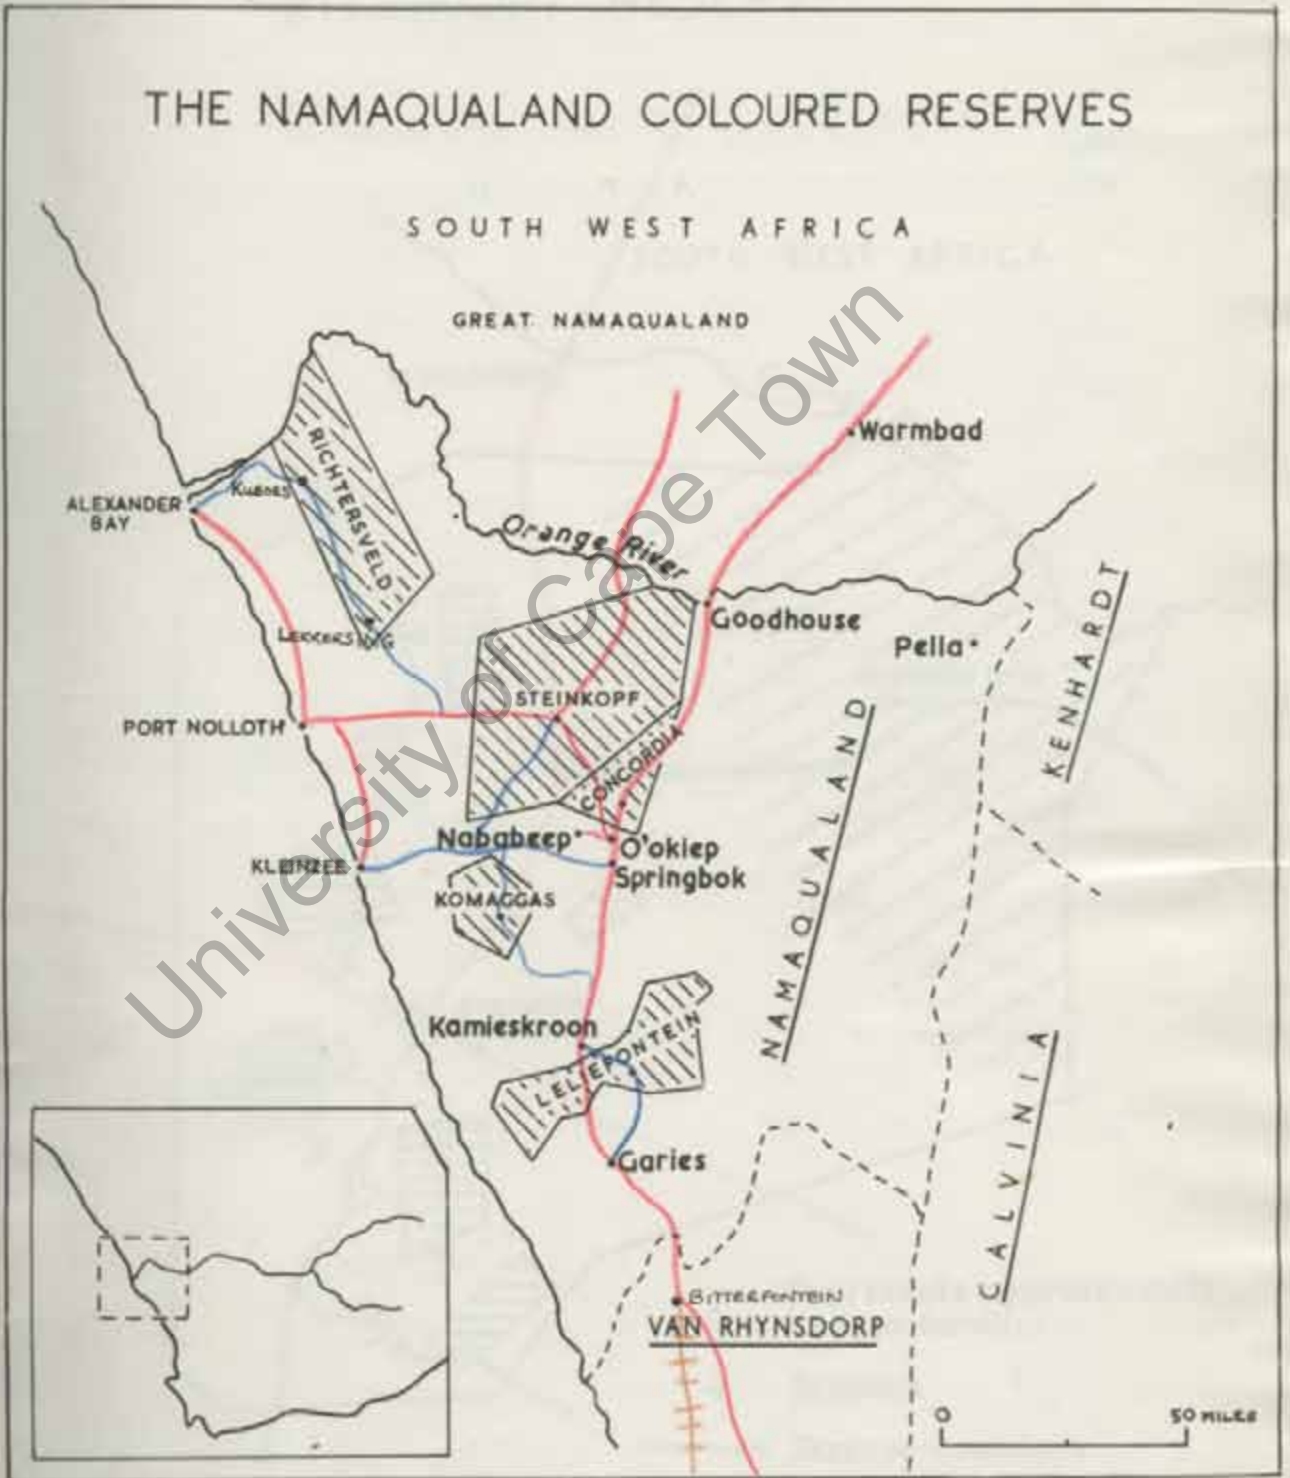 THE NAMAQUALAND COLOURED RESERVES
SOUTH WEST AFRICA
GREAT NAMAQUALAND
Warmbad
RICHTERSVELD
KUBOES
ALEXANDER
BAY
Orange River
Goodhouse
Pella
KENHARDT
LEKKERSING
STEINKOPF
PORT NOLLOTH
CONCORDIA
NAMAQUALAND
Nababeep
O'okiep
KLEINZEE
Springbok
KOMAGGAS
Kamieskroon
LELIEFONTEIN
CALVINIA
Garies
BITTERFONTEIN
VAN RHYNSDORP
0 50 MILES
University of Cape Town